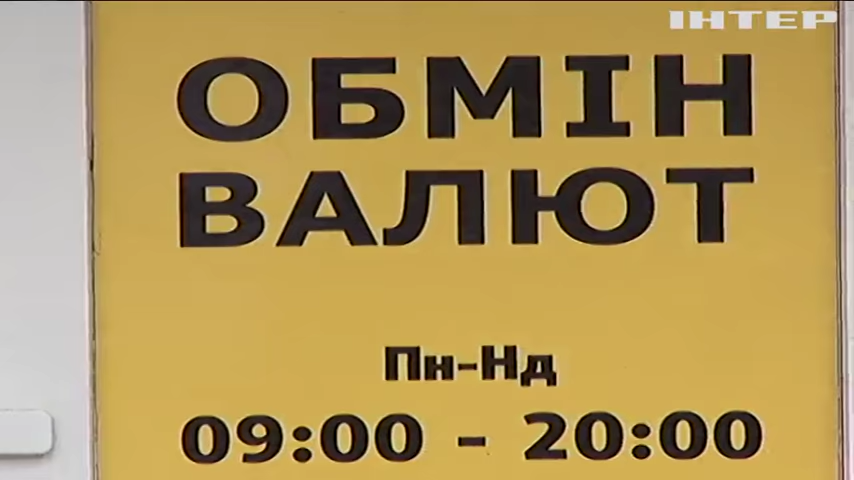 ІНТЕР
ОБМІН
ВАЛЮТ
Пн-Нд
09:00 - 20:00